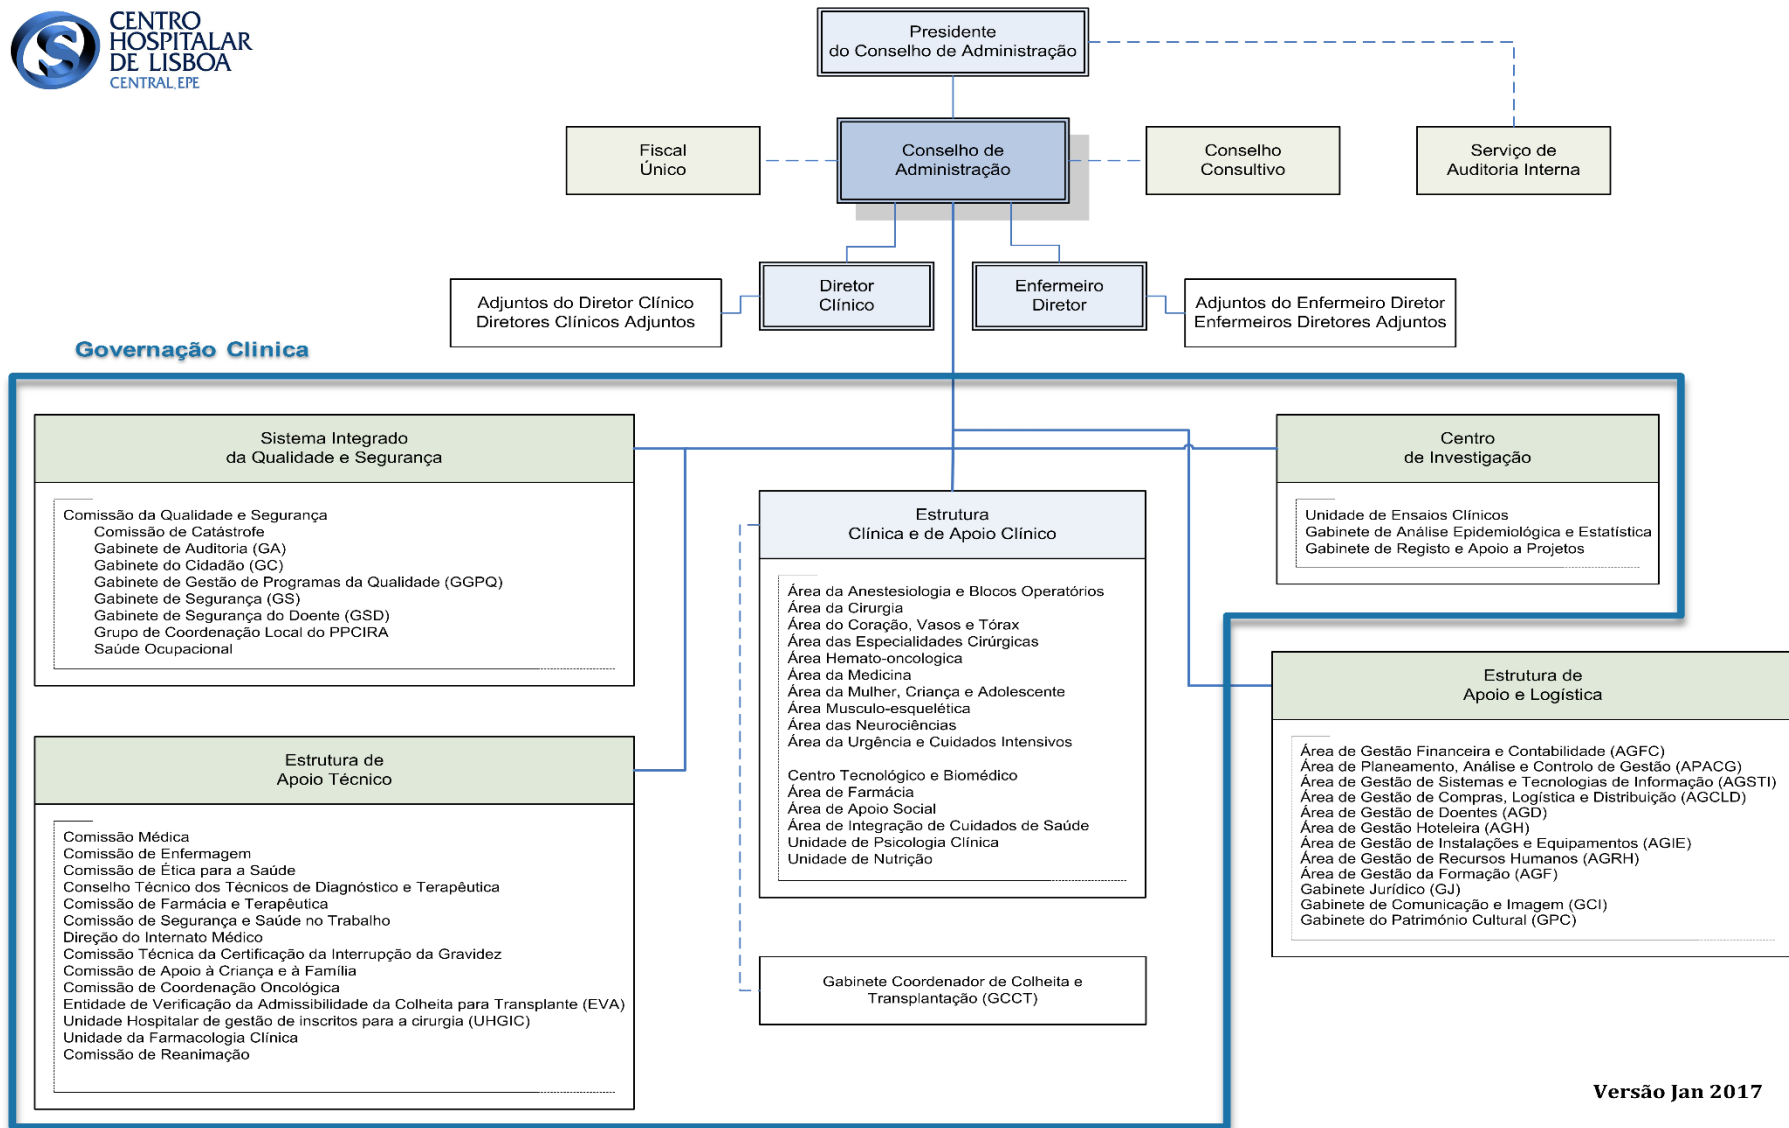 CENTRO
HOSPITALAR
DE LISBOA
CENTRAL, EPE
Presidente
do Conselho de Administração
Fiscal
Único
Conselho de
Administração
Conselho
Consultivo
Serviço de
Auditoria Interna
Adjuntos do Diretor Clínico
Diretores Clínicos Adjuntos
Diretor
Clínico
Enfermeiro
Diretor
Adjuntos do Enfermeiro Diretor
Enfermeiros Diretores Adjuntos
Governação Clinica
Sistema Integrado
da Qualidade e Segurança
Comissão da Qualidade e Segurança
Comissão de Catástrofe
Gabinete de Auditoria (GA)
Gabinete do Cidadão (GC)
Gabinete de Gestão de Programas da Qualidade (GGPQ)
Gabinete de Segurança (GS)
Gabinete de Segurança do Doente (GSD)
Grupo de Coordenação Local do PPCIRA
Saúde Ocupacional
Estrutura de
Apoio Técnico
Comissão Médica
Comissão de Enfermagem
Comissão de Ética para a Saúde
Conselho Técnico dos Técnicos de Diagnóstico e Terapêutica
Comissão de Farmácia e Terapêutica
Comissão de Segurança e Saúde no Trabalho
Direção do Internato Médico
Comissão Técnica da Certificação da Interrupção da Gravidez
Comissão de Apoio à Criança e à Família
Comissão de Coordenação Oncológica
Entidade de Verificação da Admissibilidade da Colheita para Transplante (EVA)
Unidade Hospitalar de gestão de inscritos para a cirurgia (UHGIC)
Unidade da Farmacologia Clínica
Comissão de Reanimação
Estrutura
Clínica e de Apoio Clínico
Área da Anestesiologia e Blocos Operatórios
Área da Cirurgia
Área do Coração, Vasos e Tórax
Área das Especialidades Cirúrgicas
Área Hemato-oncologica
Área da Medicina
Área da Mulher, Criança e Adolescente
Área Musculo-esquelética
Área das Neurociências
Área da Urgência e Cuidados Intensivos
Centro Tecnológico e Biomédico
Área de Farmácia
Área de Apoio Social
Área de Integração de Cuidados de Saúde
Unidade de Psicologia Clínica
Unidade de Nutrição
Gabinete Coordenador de Colheita e
Transplantação (GCCT)
Centro
de Investigação
Unidade de Ensaios Clínicos
Gabinete de Análise Epidemiológica e Estatística
Gabinete de Registo e Apoio a Projetos
Estrutura de
Apoio e Logística
Área de Gestão Financeira e Contabilidade (AGFC)
Área de Planeamento, Análise e Controlo de Gestão (APACG)
Área de Gestão de Sistemas e Tecnologias de Informação (AGSTI)
Área de Gestão de Compras, Logística e Distribuição (AGCLD)
Área de Gestão de Doentes (AGD)
Área de Gestão Hoteleira (AGH)
Área de Gestão de Instalações e Equipamentos (AGIE)
Área de Gestão de Recursos Humanos (AGRH)
Área de Gestão da Formação (AGF)
Gabinete Jurídico (GJ)
Gabinete de Comunicação e Imagem (GCI)
Gabinete do Património Cultural (GPC)
Versão Jan 2017